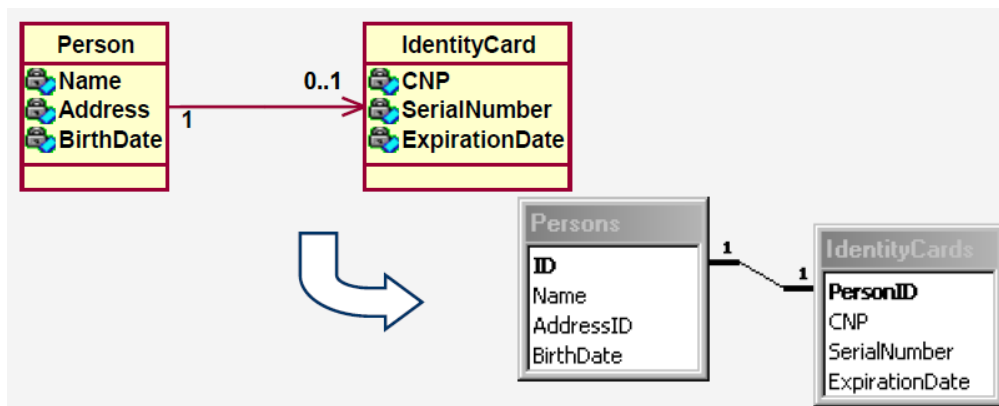 Person
Name
Address
BirthDate
1
0..1
IdentityCard
CNP
SerialNumber
ExpirationDate
Persons
ID
Name
AddressID
BirthDate
1
1
IdentityCards
PersonID
CNP
SerialNumber
ExpirationDate